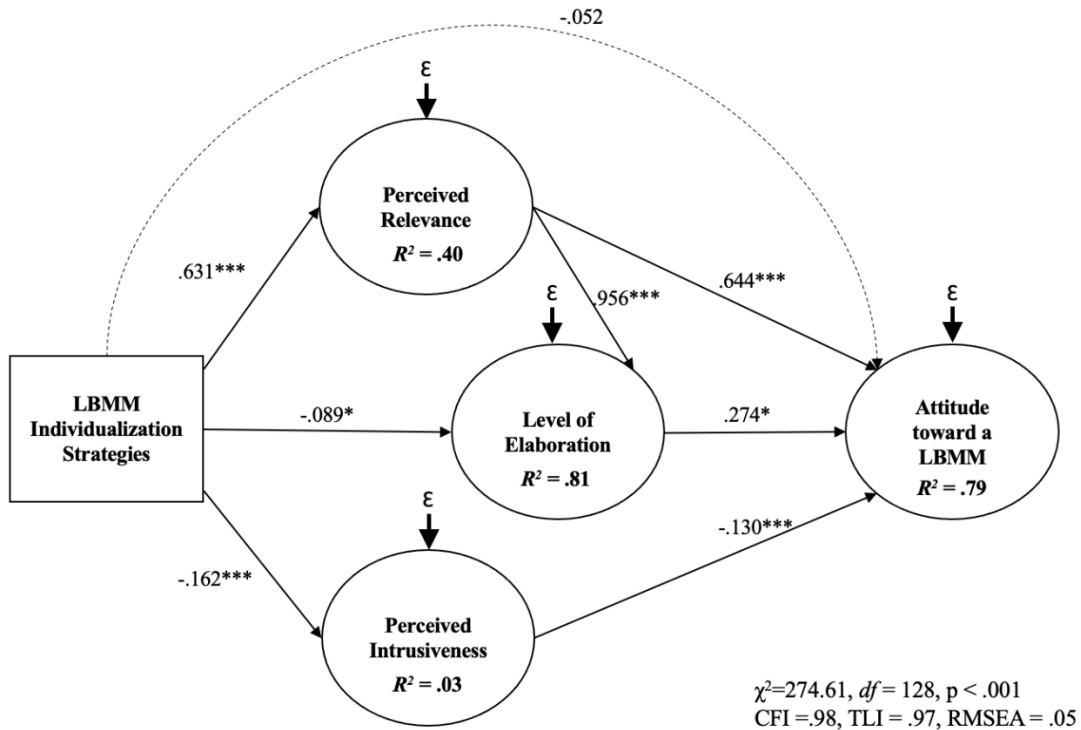 -.052
ε
Perceived
Relevance
R² = .40
.631***
.956***
.644***
ε
ε
LBMM
Individualization
Strategies
-.089*
Level of
Elaboration
R² = .81
.274*
Attitude
toward a
LBMM
R² = .79
ε
-.162***
-.130***
Perceived
Intrusiveness
R² = .03
χ²=274.61, df = 128, p < .001
CFI =.98, TLI = .97, RMSEA = .05